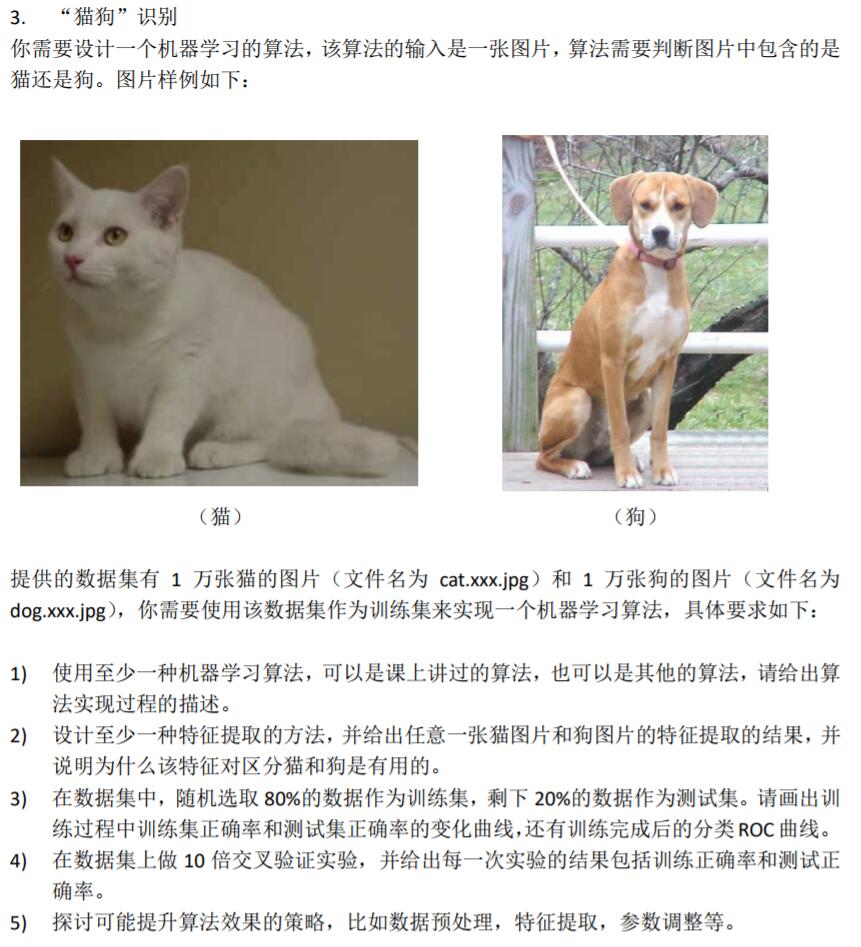 3. “猫狗”识别
你需要设计一个机器学习的算法，该算法的输入是一张图片，算法需要判断图片中包含的是
猫还是狗。图片样例如下：
（猫） （狗）
提供的数据集有 1 万张猫的图片（文件名为 cat.xxx.jpg）和 1 万张狗的图片（文件名为
dog.xxx.jpg），你需要使用该数据集作为训练集来实现一个机器学习算法，具体要求如下：
1) 使用至少一种机器学习算法，可以是课上讲过的算法，也可以是其他的算法，请给出算
法实现过程的描述。
2) 设计至少一种特征提取的方法，并给出任意一张猫图片和狗图片的特征提取的结果，并
说明为什么该特征对区分猫和狗是有用的。
3) 在数据集中，随机选取 80%的数据作为训练集，剩下 20%的数据作为测试集。请画出训
练过程中训练集正确率和测试集正确率的变化曲线，还有训练完成后的分类 ROC 曲线。
4) 在数据集上做 10 倍交叉验证实验，并给出每一次实验的结果包括训练正确率和测试正
确率。
5) 探讨可能提升算法效果的策略，比如数据预处理，特征提取，参数调整等。